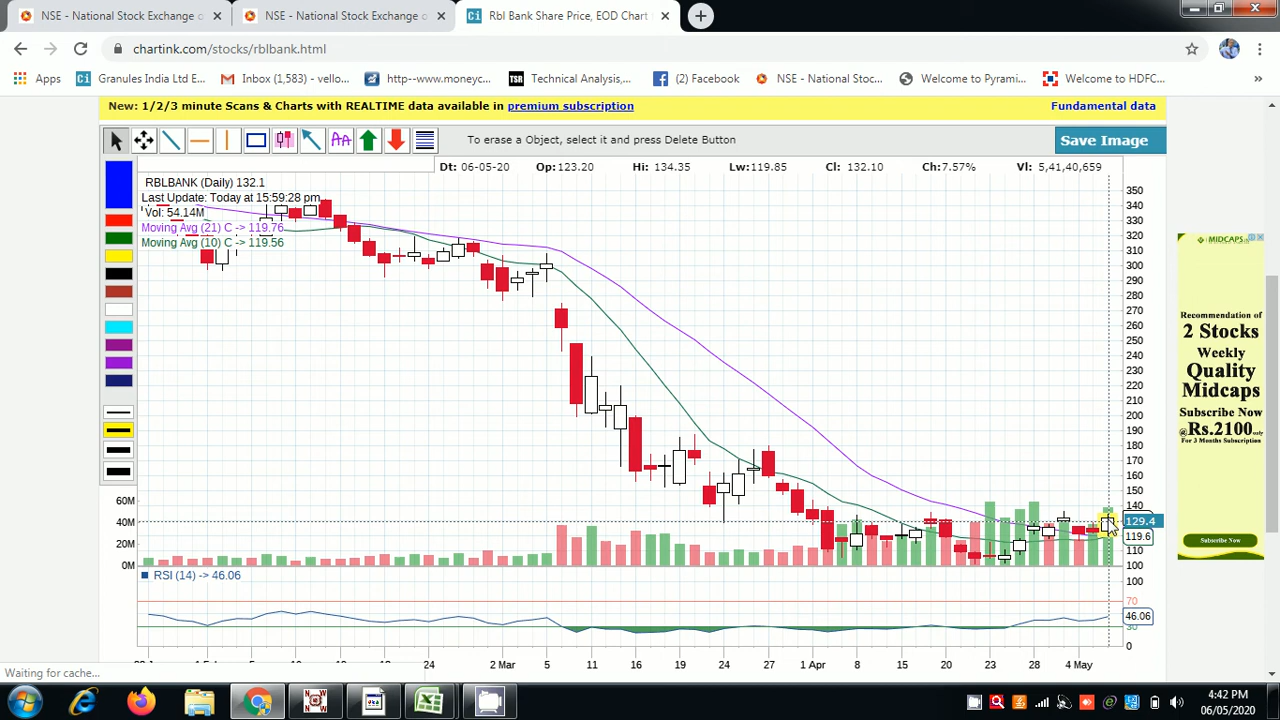 NSE - National Stock Exchange o
NSE - National Stock Exchange o
Rbl Bank Share Price, EOD Chart
chartink.com/stocks/rblbank.html
Apps
Granules India Ltd E...
Inbox (1,583) - vello...
http--www.moneyc...
Technical Analysis,...
(2) Facebook
NSE - National Stoc...
Welcome to Pyrami...
Welcome to HDFC...
»
New: 1/2/3 minute Scans & Charts with REALTIME data available in premium subscription
Fundamental data
To erase a Object, select it and press Delete Button
Save Image
Dt: 06-05-20 Op:123.20 Hi: 134.35 Lw:119.85 Cl: 132.10 Ch:7.57% Vl: 5,41,40,659
RBLBANK (Daily) 132.1
Last Update: Today at 15:59:28 pm
Vol: 54.14M
Moving Avg (21) C -> 119.76
Moving Avg (10) C -> 119.56
350
340
330
320
310
300
290
280
270
260
250
240
230
220
210
200
190
180
170
160
150
140
129.4
119.6
110
100
60M
40M
20M
0M
RSI (14) -> 46.06
100
70
46.06
30
0
24
2 Mar
5
11
16
19
24
27
1 Apr
8
15
20
23
28
4 May
MIDCAPS
Recommendation of
2 Stocks
Weekly
Quality
Midcaps
Subscribe Now
@Rs.2100 only
For 3 Months Subscription
Subscribe Now
Waiting for cache...
4:42 PM
06/05/2020